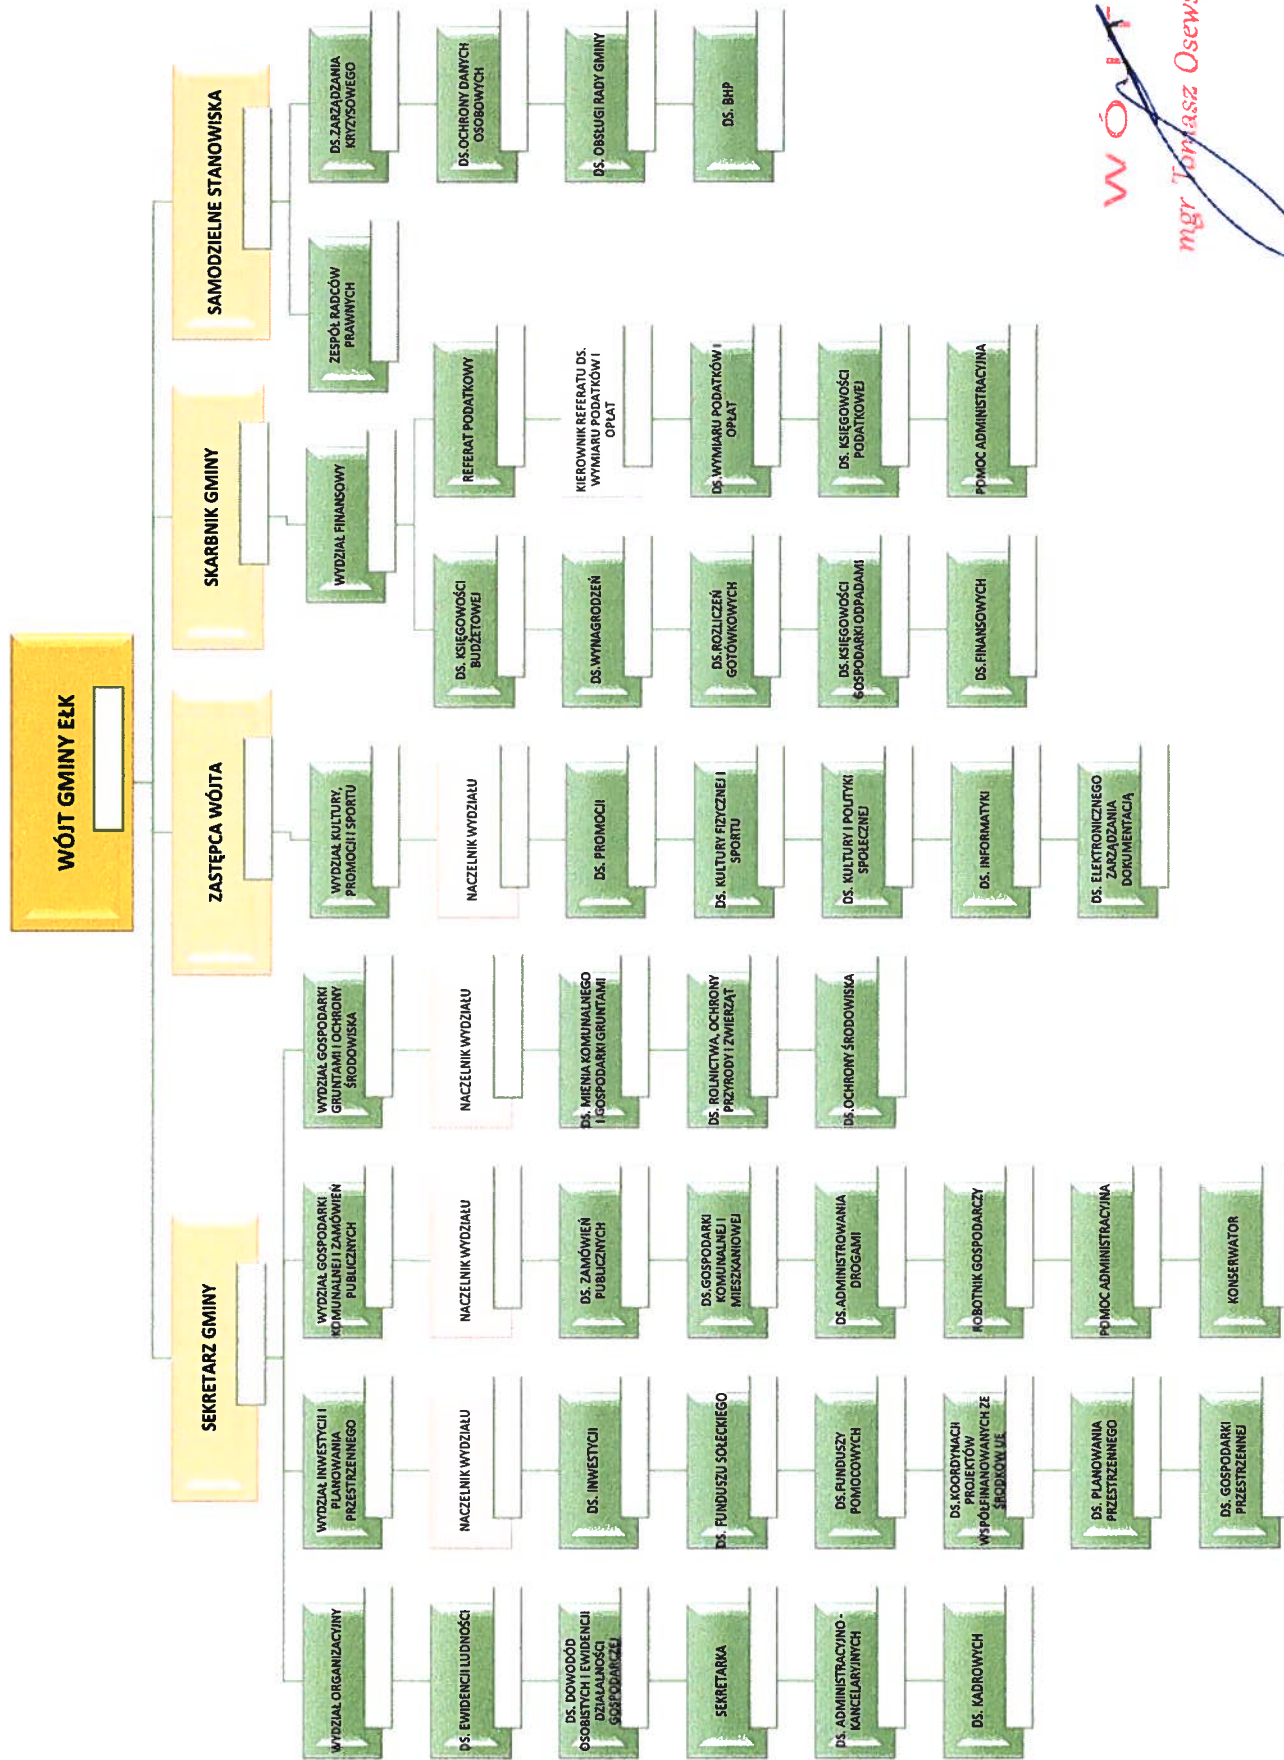 WÓJT GMINY EŁK
SEKRETARZ GMINY
ZASTĘPCA WÓJTA
SKARBNIK GMINY
SAMODZIELNE STANOWISKA
WYDZIAŁ ORGANIZACYJNY
DS. EWIDENCJI LUDNOŚCI
DS. DOWODÓD
OSOBISTYCH I EWIDENCJI
DZIAŁALNOŚCI
GOSPODARCZEJ
SEKRETARKA
DS. ADMINISTRACYJNO -
KANCELARYJNYCH
DS. KADROWYCH
WYDZIAŁ INWESTYCJI I
PLANOWANIA
PRZESTRZENNEGO
NACZELNIK WYDZIAŁU
DS. INWESTYCJI
DS. FUNDUSZU SOŁECKIEGO
DS.FUNDUSZY
POMOCOWYCH
DS.KOORDYNACJI
PROJEKTÓW
WSPÓŁFINANSOWANYCH ZE
ŚRODKÓW UE
DS. PLANOWANIA
PRZESTRZENNEGO
DS. GOSPODARKI
PRZESTRZENNEJ
WYDZIAŁ GOSPODARKI
KOMUNALNEJ I ZAMÓWIEŃ
PUBLICZNYCH
NACZELNIK WYDZIAŁU
DS. ZAMÓWIEŃ
PUBLICZNYCH
DS.GOSPODARKI
KOMUNALNEJ I
MIESZKANIOWEJ
DS.ADMINISTROWANIA
DROGAMI
ROBOTNIK GOSPODARCZY
POMOC ADMINISTRACYJNA
KONSERWATOR
WYDZIAŁ GOSPODARKI
GRUNTAMI I OCHRONY
ŚRODOWISKA
NACZELNIK WYDZIAŁU
DS. MIENIA KOMUNALNEGO
I GOSPODARKI GRUNTAMI
DS. ROLNICTWA, OCHRONY
PRZYRODY I ZWIERZĄT
DS.OCHRONY ŚRODOWISKA
WYDZIAŁ KULTURY,
PROMOCJI I SPORTU
NACZELNIK WYDZIAŁU
DS. PROMOCJI
DS. KULTURY FIZYCZNEJ I
SPORTU
DS. KULTURY I POLITYKI
SPOŁECZNEJ
DS. INFORMATYKI
DS. ELEKTRONICZNEGO
ZARZĄDZANIA
DOKUMENTACJĄ
WYDZIAŁ FINANSOWY
DS. KSIĘGOWOŚCI
BUDŻETOWEJ
DS.WYNAGRODZEŃ
DS.ROZLICZEŃ
GOTÓWKOWYCH
DS.KSIĘGOWOŚCI
GOSPODARKI ODPADAMI
DS.FINANSOWYCH
REFERAT PODATKOWY
KIEROWNIK REFERATU DS.
WYMIARU PODATKÓW I
OPŁAT
DS.WYMIARU PODATKÓW I
OPŁAT
DS. KSIĘGOWOŚCI
PODATKOWEJ
POMOC ADMINISTRACYJNA
ZESPÓŁ RADCÓW
PRAWNYCH
DS.ZARZĄDZANIA
KRYZYSOWEGO
DS.OCHRONY DANYCH
OSOBOWYCH
DS. OBSŁUGI RADY GMINY
DS. BHP
WÓJT
mgr Tomasz